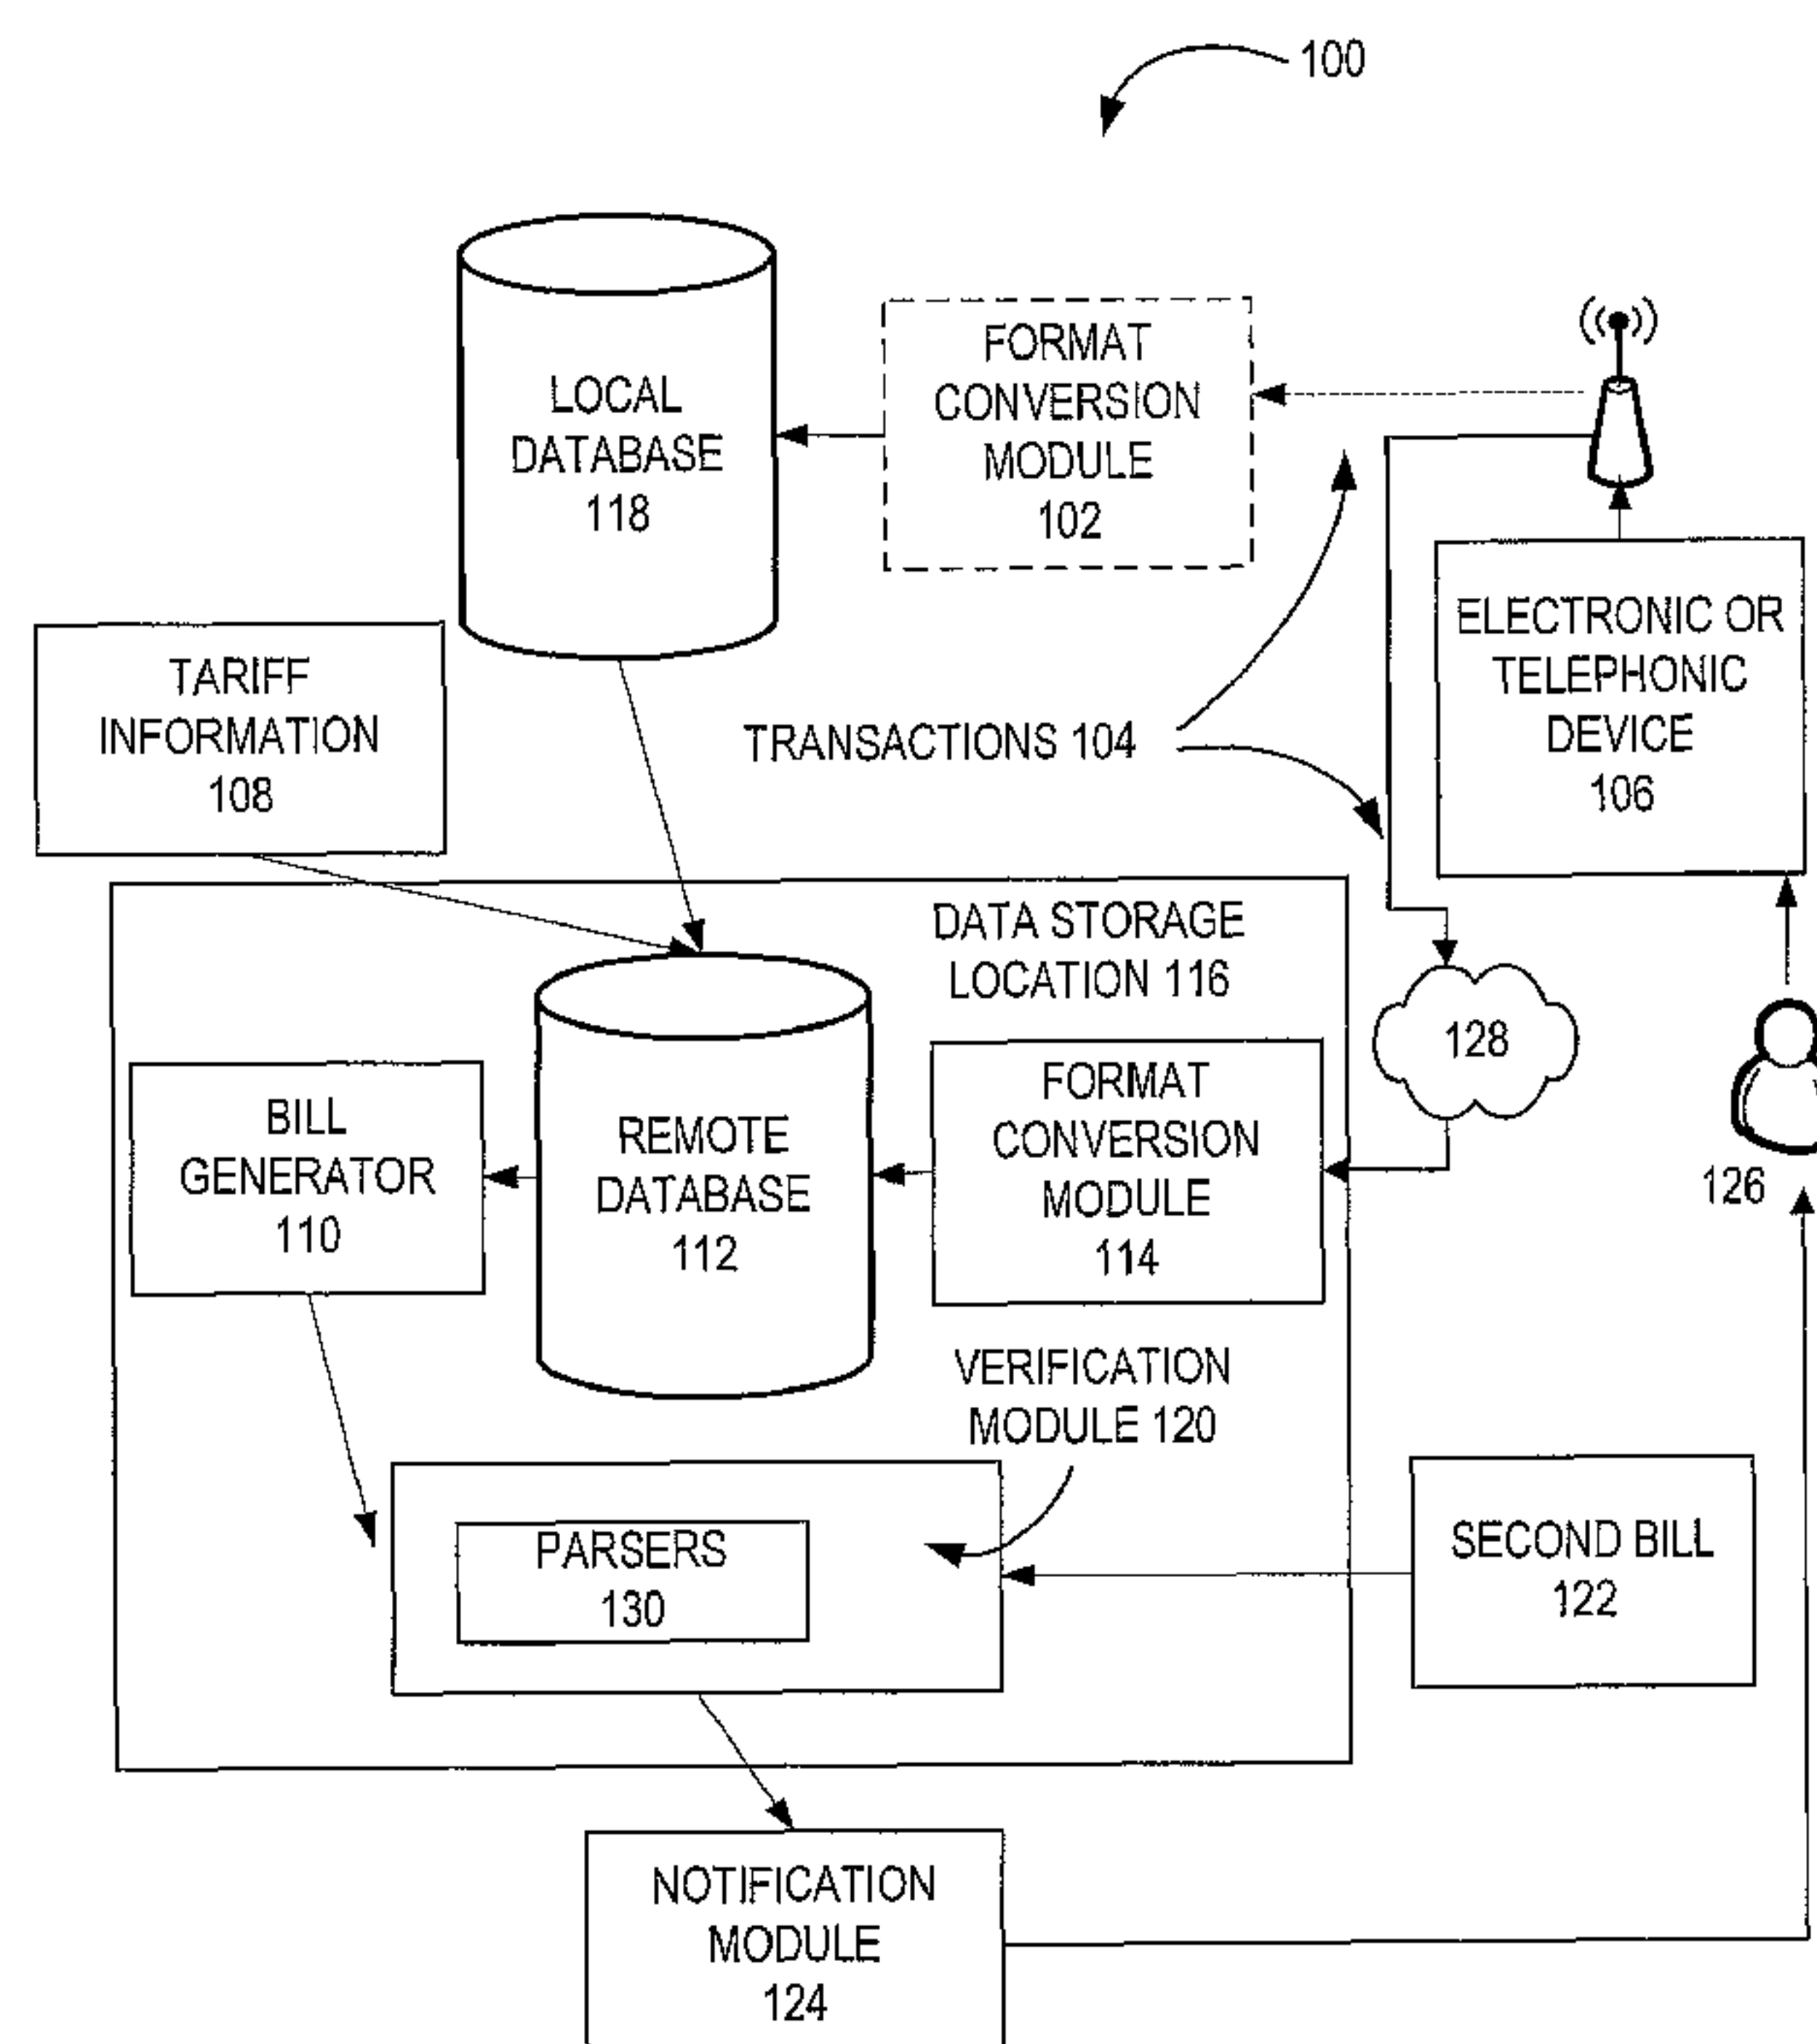 100
LOCAL
DATABASE
118
FORMAT
CONVERSION
MODULE
102
ELECTRONIC OR
TELEPHONIC
DEVICE
106
TARIFF
INFORMATION
108
TRANSACTIONS 104
DATA STORAGE
LOCATION 116
128
BILL
GENERATOR
110
REMOTE
DATABASE
112
FORMAT
CONVERSION
MODULE
114
126
VERIFICATION
MODULE 120
PARSERS
130
SECOND BILL
122
NOTIFICATION
MODULE
124